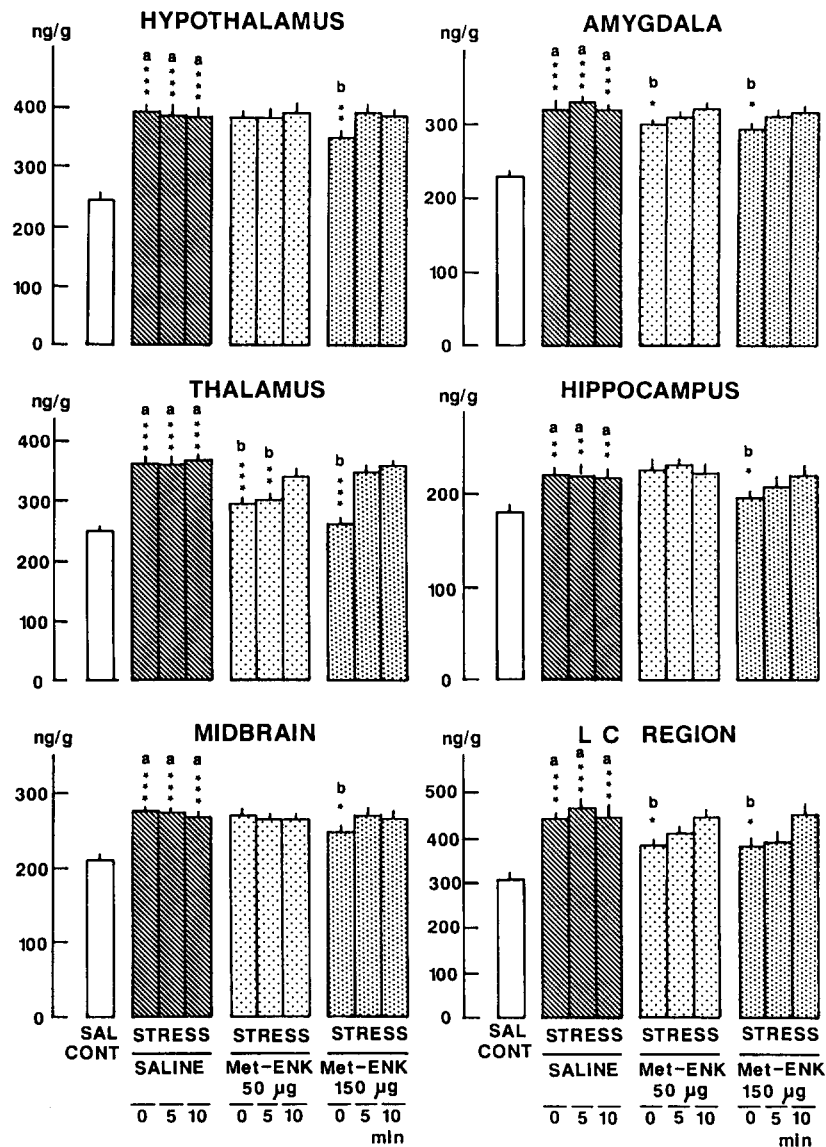 HYPOTHALAMUS
ng/g
400
300
200
100
0
a a a
*** *** ***
b
**
AMYGDALA
ng/g
300
200
100
0
a a a
*** *** ***
b b
* *
THALAMUS
ng/g
400
300
200
100
0
a a a
*** *** ***
b b b
*** ** ***
HIPPOCAMPUS
ng/g
200
100
0
a a a
** ** **
b
*
MIDBRAIN
ng/g
300
200
100
0
a a a
*** *** ***
b
*
L C REGION
ng/g
500
400
300
200
100
0
a a a
*** *** ***
b b
* *
SAL CONT STRESS STRESS STRESS
SALINE Met-ENK 50 µg Met-ENK 150 µg
0 5 10 0 5 10 0 5 10
min
SAL CONT STRESS STRESS STRESS
SALINE Met-ENK 50 µg Met-ENK 150 µg
0 5 10 0 5 10 0 5 10
min